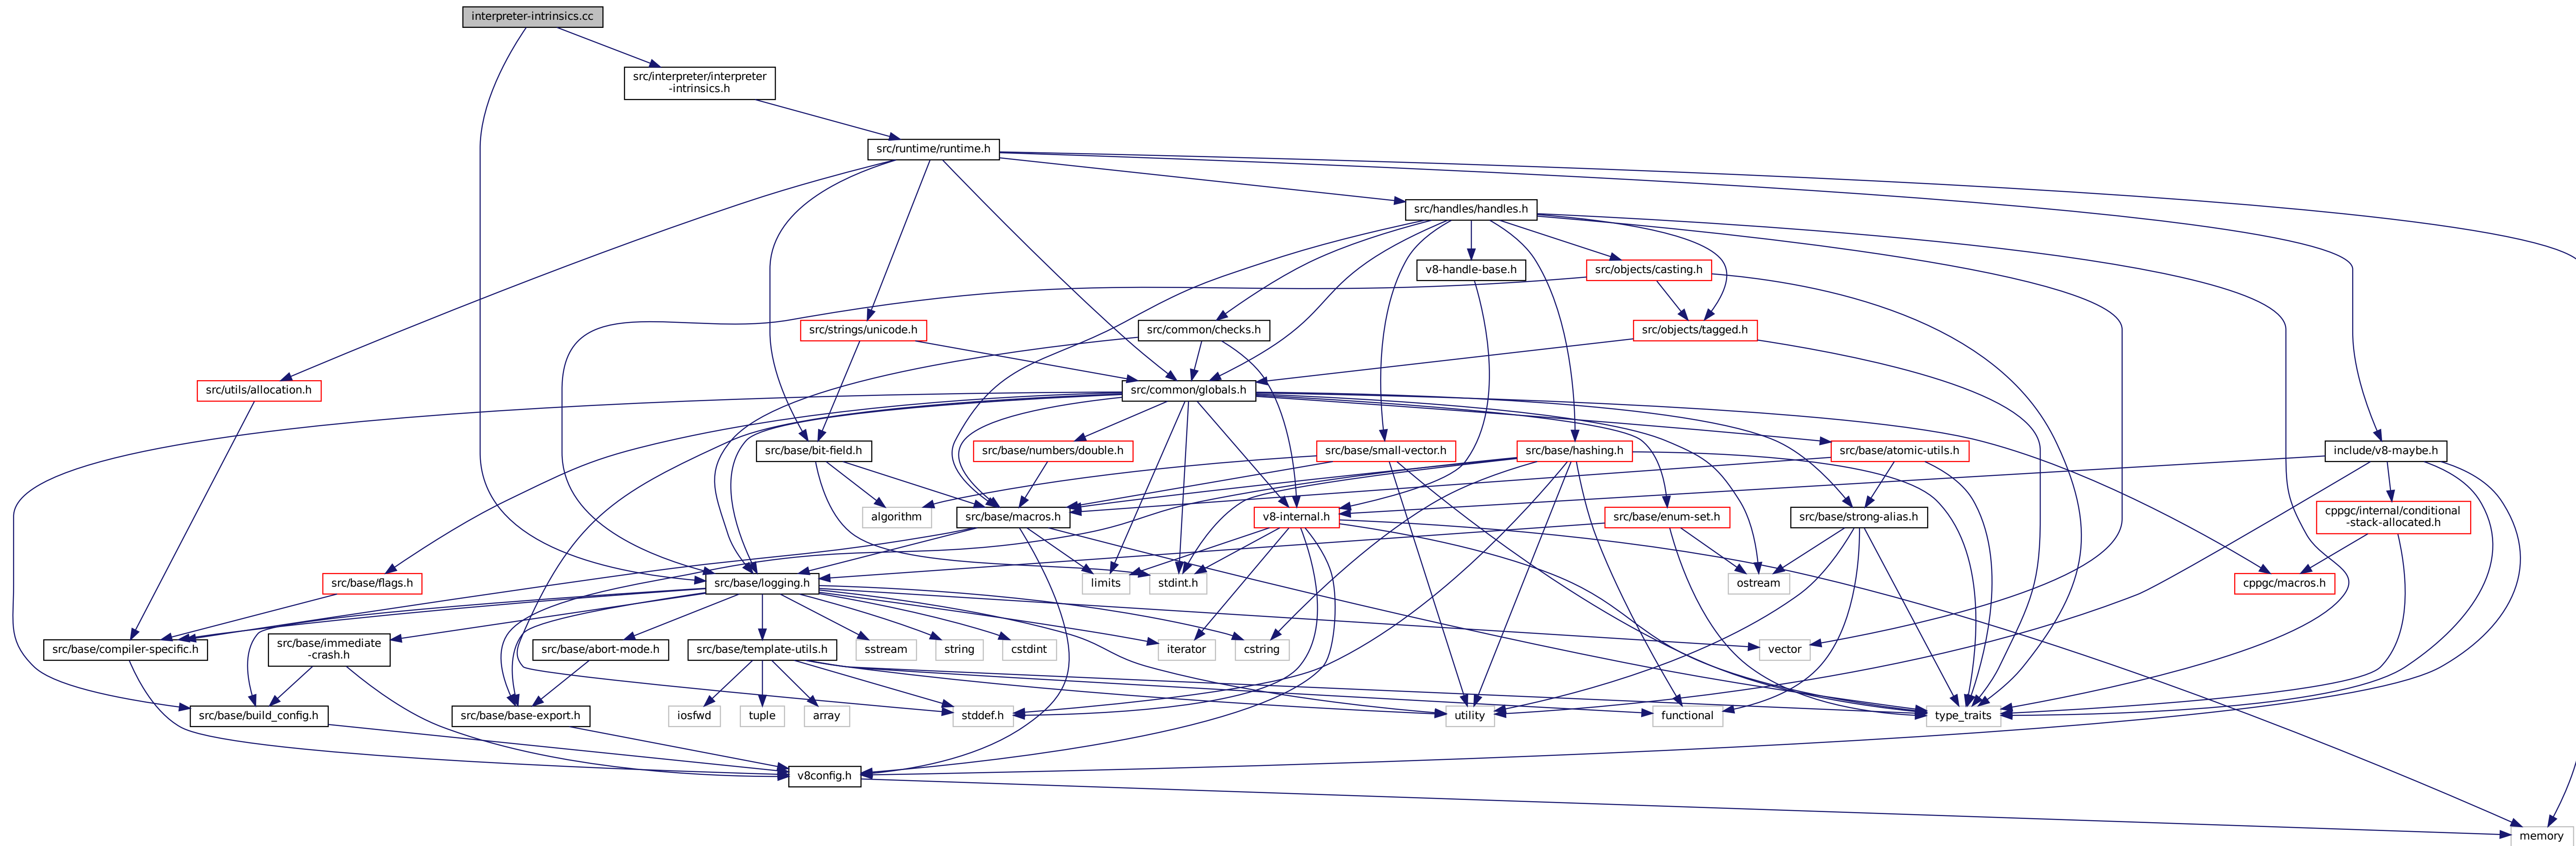 interpreter-intrinsics.cc
src/interpreter/interpreter
-intrinsics.h
src/runtime/runtime.h
src/handles/handles.h
v8-handle-base.h
src/objects/casting.h
src/strings/unicode.h
src/common/checks.h
src/objects/tagged.h
src/utils/allocation.h
src/common/globals.h
src/base/bit-field.h
src/base/numbers/double.h
src/base/small-vector.h
src/base/hashing.h
src/base/atomic-utils.h
include/v8-maybe.h
algorithm
src/base/macros.h
v8-internal.h
src/base/enum-set.h
src/base/strong-alias.h
cppgc/internal/conditional
-stack-allocated.h
src/base/flags.h
src/base/logging.h
limits
stdint.h
ostream
cppgc/macros.h
src/base/compiler-specific.h
src/base/immediate
-crash.h
src/base/abort-mode.h
src/base/template-utils.h
sstream
string
cstdint
iterator
cstring
vector
src/base/build_config.h
src/base/base-export.h
iosfwd
tuple
array
stddef.h
utility
functional
type_traits
v8config.h
memory